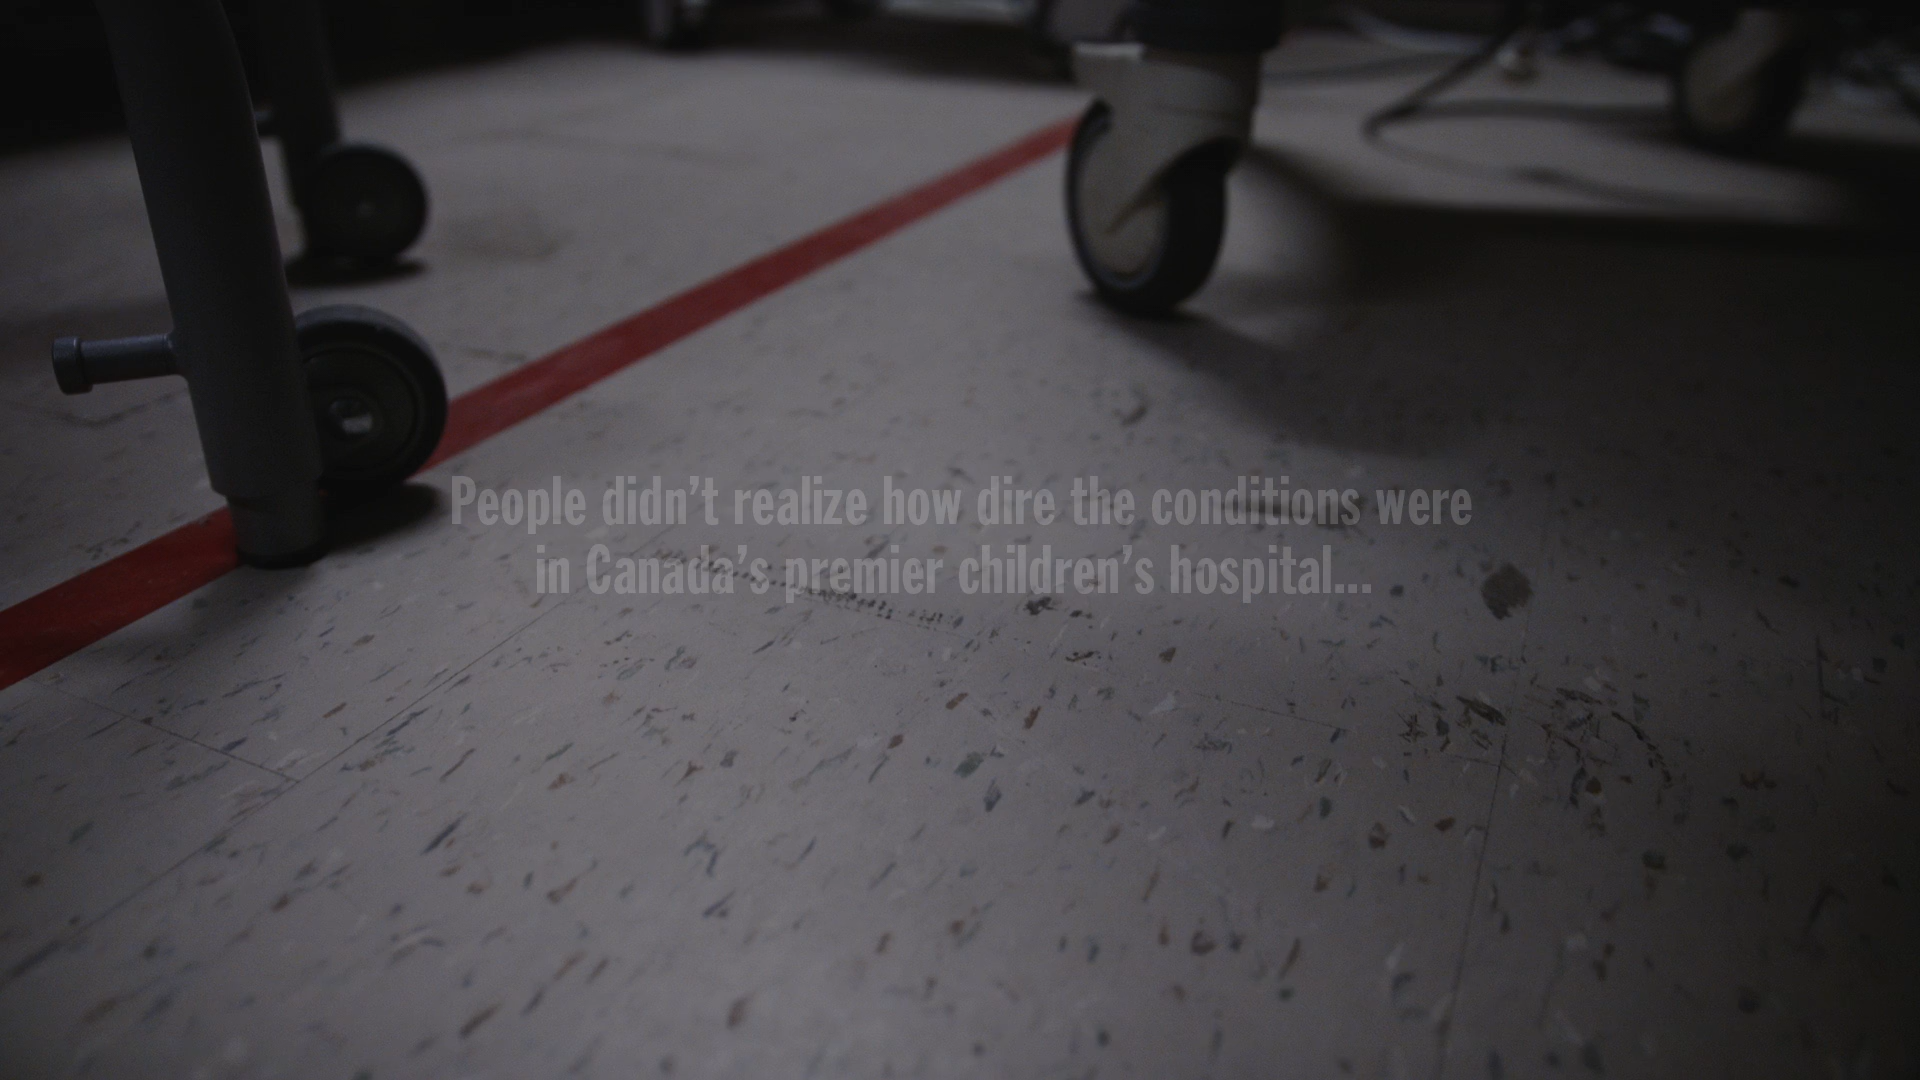 People didn’t realize how dire the conditions were
in Canada’s premier children’s hospital...